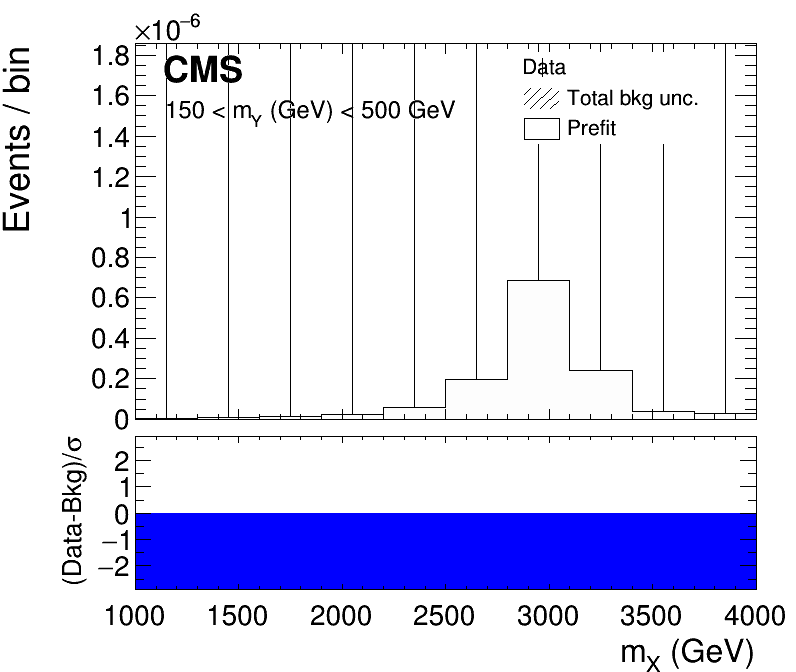 ×10⁻⁶
Events / bin
1.8
1.6
1.4
1.2
1
0.8
0.6
0.4
0.2
0
CMS
150 < m_Y (GeV) < 500 GeV
Data
Total bkg unc.
Prefit
(Data-Bkg)/σ
2
1
0
−1
−2
1000 1500 2000 2500 3000 3500 4000
m_X (GeV)